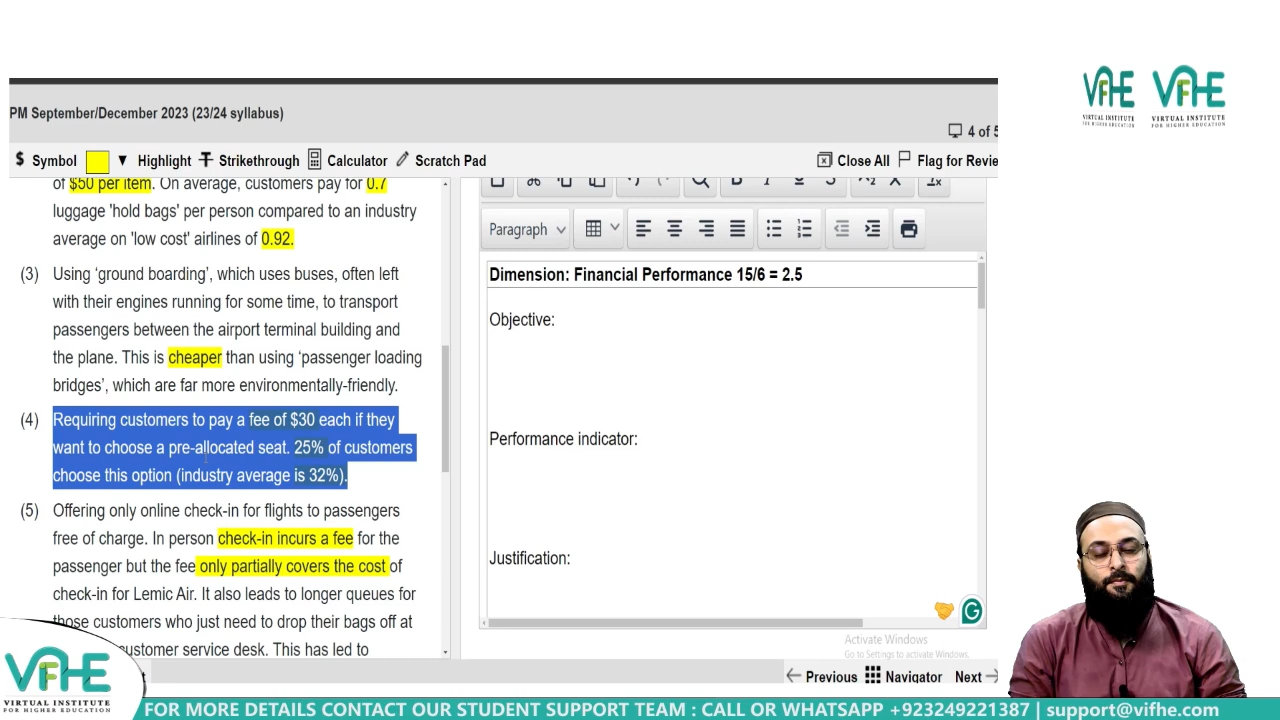 VFHE VFHE
VIRTUAL INSTITUTE VIRTUAL INSTITUTE
FOR HIGHER EDUCATION FOR HIGHER EDUCATION
PM September/December 2023 (23/24 syllabus)
4 of 5
$ Symbol Highlight Strikethrough Calculator Scratch Pad Close All Flag for Revie
of $50 per item. On average, customers pay for 0.7
luggage 'hold bags' per person compared to an industry
average on 'low cost' airlines of 0.92.
(3) Using ‘ground boarding’, which uses buses, often left
with their engines running for some time, to transport
passengers between the airport terminal building and
the plane. This is cheaper than using ‘passenger loading
bridges’, which are far more environmentally-friendly.
(4) Requiring customers to pay a fee of $30 each if they
want to choose a pre-allocated seat. 25% of customers
choose this option (industry average is 32%).
(5) Offering only online check-in for flights to passengers
free of charge. In person check-in incurs a fee for the
passenger but the fee only partially covers the cost of
check-in for Lemic Air. It also leads to longer queues for
those customers who just need to drop their bags off at
customer service desk. This has led to
Paragraph
Dimension: Financial Performance 15/6 = 2.5
Objective:
Performance indicator:
Justification:
Activate Windows
Go to Settings to activate Windows.
Previous Navigator Next
VFHE
VIRTUAL INSTITUTE
FOR HIGHER EDUCATION
FOR MORE DETAILS CONTACT OUR STUDENT SUPPORT TEAM : CALL OR WHATSAPP +923249221387 | support@vifhe.com